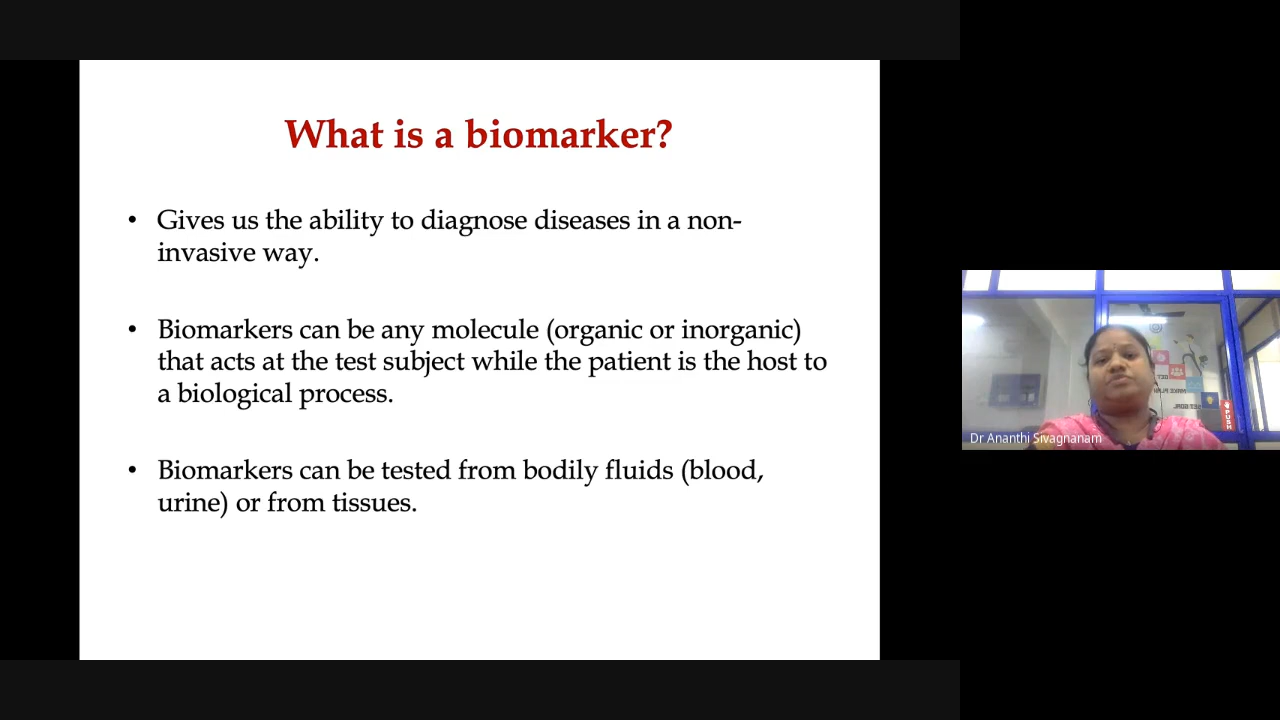 What is a biomarker?
• Gives us the ability to diagnose diseases in a non-
invasive way.
• Biomarkers can be any molecule (organic or inorganic)
that acts at the test subject while the patient is the host to
a biological process.
• Biomarkers can be tested from bodily fluids (blood,
urine) or from tissues.
Dr Ananthi Sivagnanam
PUSH